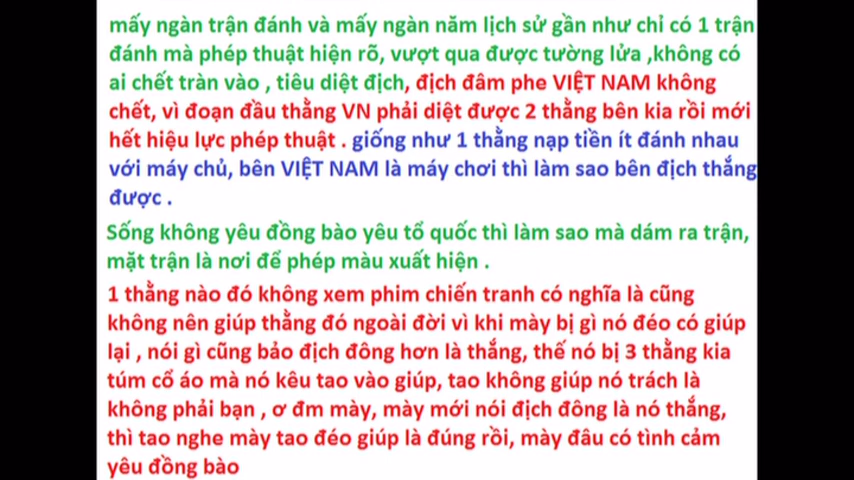 mấy ngàn trận đánh và mấy ngàn năm lịch sử gần như chỉ có 1 trận
đánh mà phép thuật hiện rõ, vượt qua được tường lửa ,không có
ai chết tràn vào , tiêu diệt địch, địch đâm phe VIỆT NAM không
chết, vì đoạn đầu thằng VN phải diệt được 2 thằng bên kia rồi mới
hết hiệu lực phép thuật . giống như 1 thằng nạp tiền ít đánh nhau
với máy chủ, bên VIỆT NAM là máy chơi thì làm sao bên địch thắng
được .
Sống không yêu đồng bào yêu tổ quốc thì làm sao mà dám ra trận,
mặt trận là nơi để phép màu xuất hiện .
1 thằng nào đó không xem phim chiến tranh có nghĩa là cũng
không nên giúp thằng đó ngoài đời vì khi mày bị gì nó đéo có giúp
lại , nói gì cũng bảo địch đông hơn là thắng, thế nó bị 3 thằng kia
túm cổ áo mà nó kêu tao vào giúp, tao không giúp nó trách là
không phải bạn , ơ đm mày, mày mới nói địch đông là nó thắng,
thì tao nghe mày tao đéo giúp là đúng rồi, mày đâu có tình cảm
yêu đồng bào